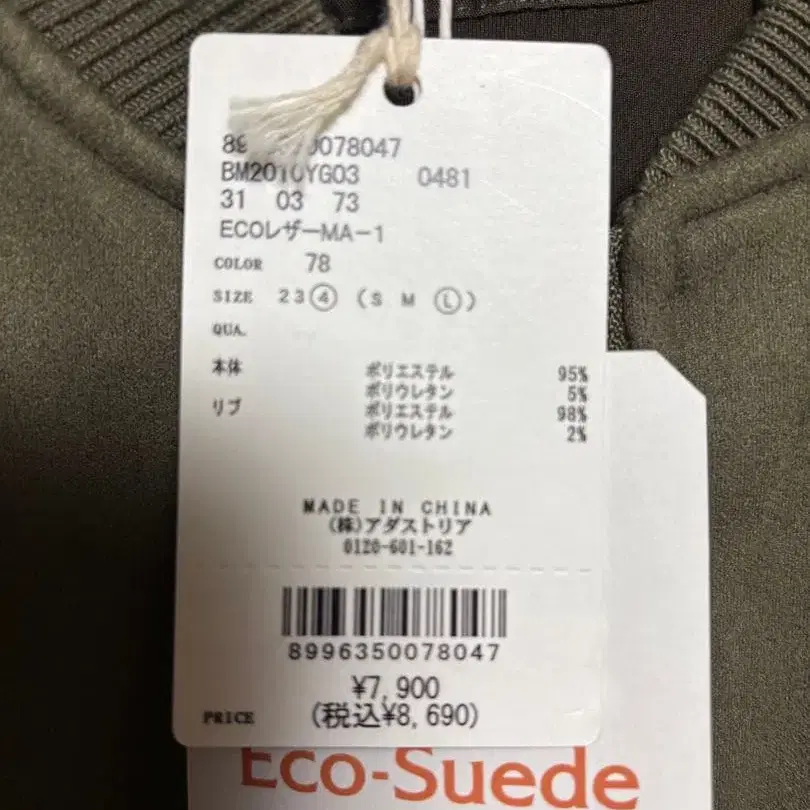 0078047
0481
31 03 73
ECOレザーMA-1
COLOR 78
SIZE 2 3 4 ( S M L )
QUA.
本体 ポリエステル 95%
ポリウレタン 5%
リブ ポリエステル 98%
ポリウレタン 2%
MADE IN CHINA
(株)アダストリア
0120-601-162
8996350078047
¥7,900
PRICE (税込¥8,690)
Eco-Suede